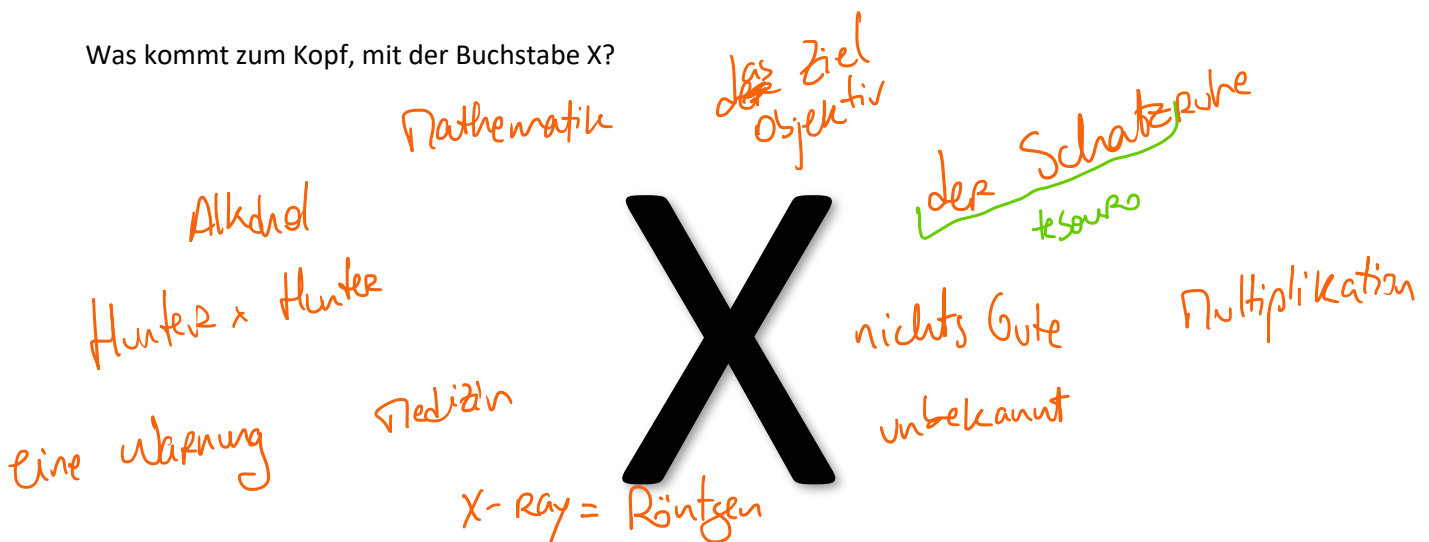 Was kommt zum Kopf, mit der Buchstabe X?
das Ziel
Objektiv
Mathematik
der Schatzruhe
tesouro
Alkohol
X
Hunter x Hunter
nichts Gute
Multiplikation
Medizin
unbekannt
eine Warnung
X-Ray = Röntgen